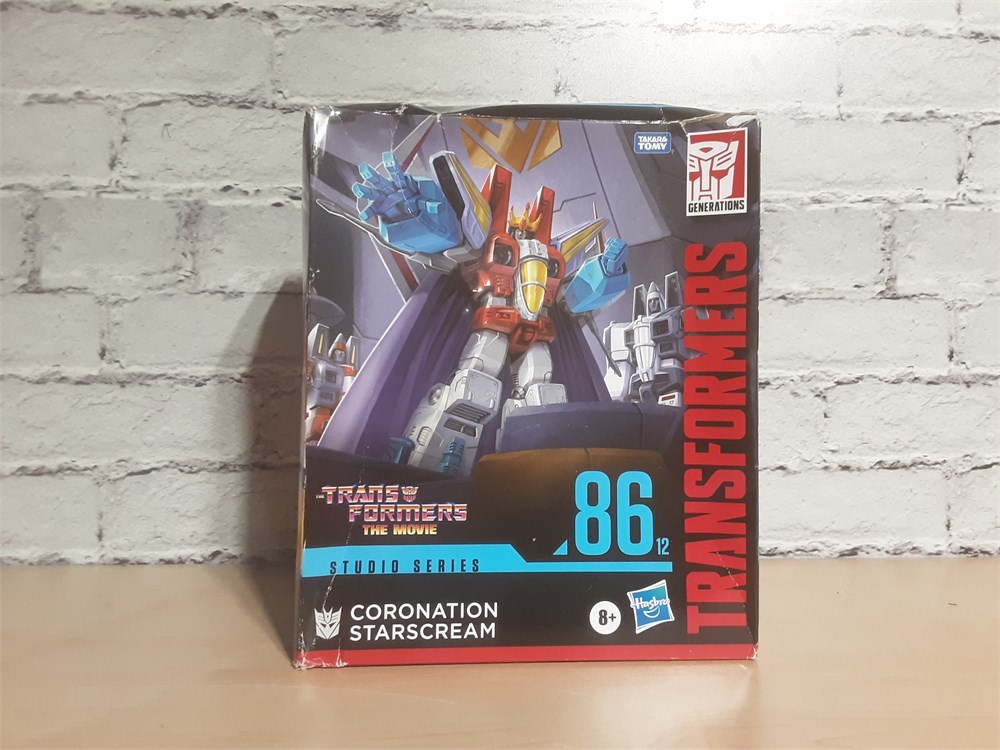 TAKARA
TOMY
GENERATIONS
TRANSFORMERS
TRANS
FORMERS
THE MOVIE
86
12
STUDIO SERIES
CORONATION
STARSCREAM
8+
Hasbro